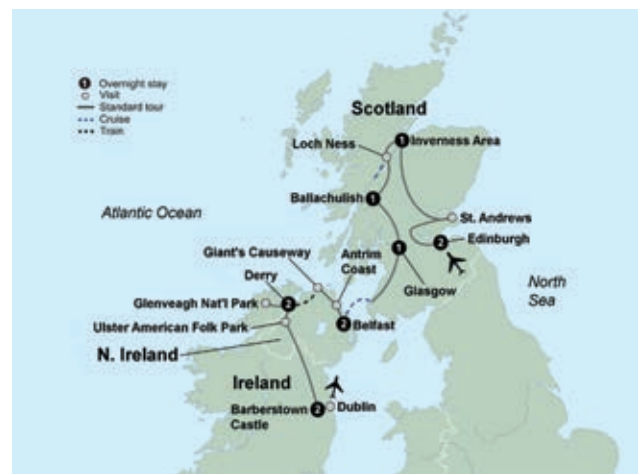 1 Overnight stay
Visit
Standard tour
Cruise
Train
Scotland
Loch Ness
1
Inverness Area
Ballachulish
1
Atlantic Ocean
St. Andrews
2
Edinburgh
Giant's Causeway
Antrim
Coast
1
Glasgow
North
Sea
Derry
Glenveagh Nat'l Park
2
Ulster American Folk Park
2
Belfast
N. Ireland
Ireland
Barberstown
Castle
2
Dublin